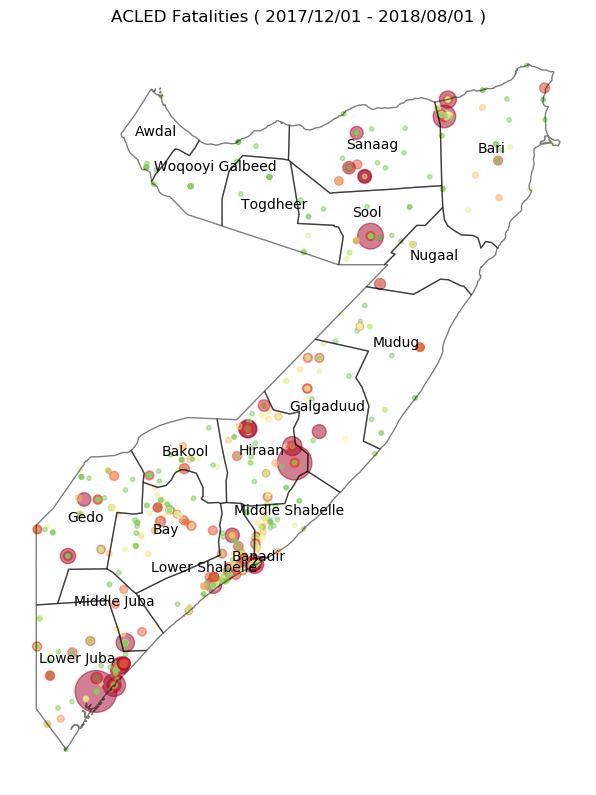 ACLED Fatalities ( 2017/12/01 - 2018/08/01 )
Awdal
Sanaag
Bari
Woqooyi Galbeed
Togdheer
Sool
Nugaal
Mudug
Galgaduud
Hiraan
Bakool
Middle Shabelle
Gedo
Bay
Banadir
Lower Shabelle
Middle Juba
Lower Juba